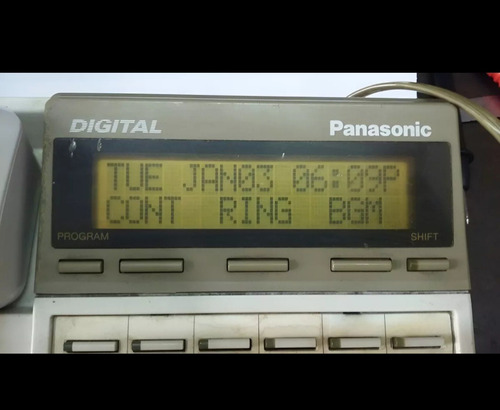 DIGITAL Panasonic
TUE JAN03 06:09P
CONT RING BGM
PROGRAM SHIFT